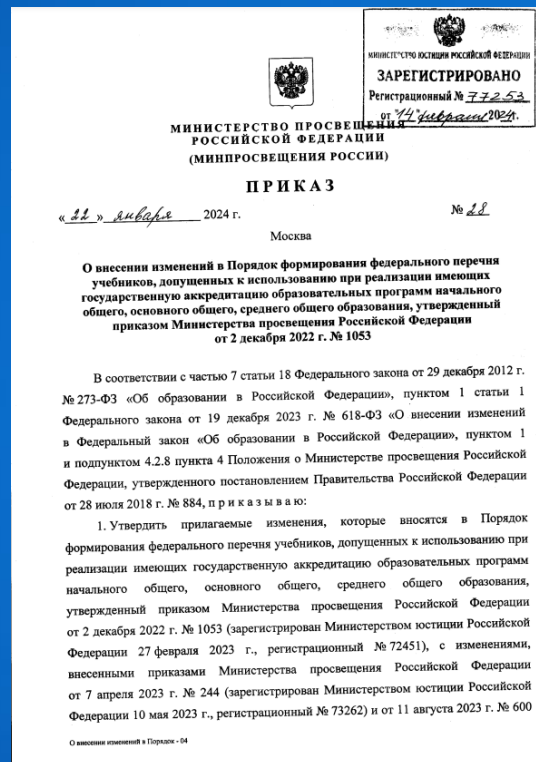 МИНИСТЕРСТВО ЮСТИЦИИ РОССИЙСКОЙ ФЕДЕРАЦИИ
ЗАРЕГИСТРИРОВАНО
Регистрационный № 77253
от "14" февраля 2024г.
МИНИСТЕРСТВО ПРОСВЕЩЕНИЯ
РОССИЙСКОЙ ФЕДЕРАЦИИ
(МИНПРОСВЕЩЕНИЯ РОССИИ)
ПРИКАЗ
« 22 » января 2024 г. № 28
Москва
О внесении изменений в Порядок формирования федерального перечня
учебников, допущенных к использованию при реализации имеющих
государственную аккредитацию образовательных программ начального
общего, основного общего, среднего общего образования, утвержденный
приказом Министерства просвещения Российской Федерации
от 2 декабря 2022 г. № 1053
В соответствии с частью 7 статьи 18 Федерального закона от 29 декабря 2012 г.
№ 273-ФЗ «Об образовании в Российской Федерации», пунктом 1 статьи 1
Федерального закона от 19 декабря 2023 г. № 618-ФЗ «О внесении изменений
в Федеральный закон «Об образовании в Российской Федерации», пунктом 1
и подпунктом 4.2.8 пункта 4 Положения о Министерстве просвещения Российской
Федерации, утвержденного постановлением Правительства Российской Федерации
от 28 июля 2018 г. № 884, п р и к а з ы в а ю:
1. Утвердить прилагаемые изменения, которые вносятся в Порядок
формирования федерального перечня учебников, допущенных к использованию при
реализации имеющих государственную аккредитацию образовательных программ
начального общего, основного общего, среднего общего образования,
утвержденный приказом Министерства просвещения Российской Федерации
от 2 декабря 2022 г. № 1053 (зарегистрирован Министерством юстиции Российской
Федерации 27 февраля 2023 г., регистрационный № 72451), с изменениями,
внесенными приказами Министерства просвещения Российской Федерации
от 7 апреля 2023 г. № 244 (зарегистрирован Министерством юстиции Российской
Федерации 10 мая 2023 г., регистрационный № 73262) и от 11 августа 2023 г. № 600
О внесении изменений в Порядок - 04